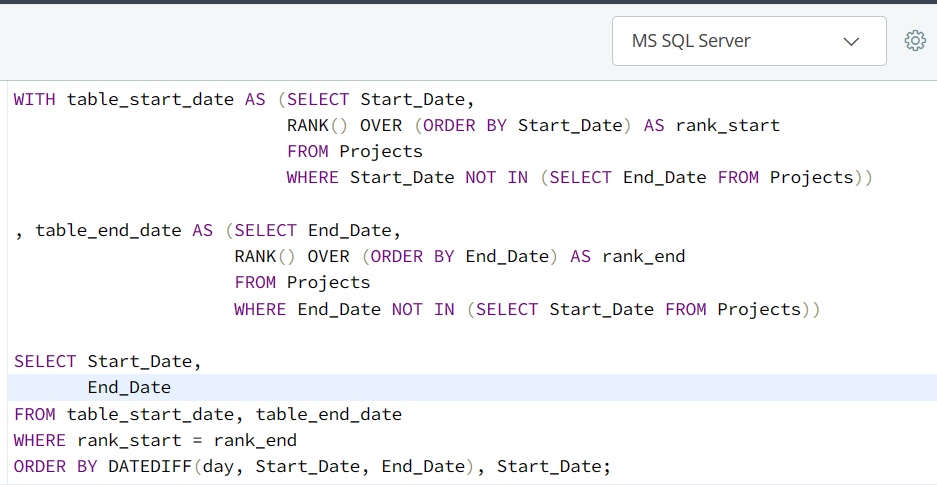 MS SQL Server
WITH table_start_date AS (SELECT Start_Date,
RANK() OVER (ORDER BY Start_Date) AS rank_start
FROM Projects
WHERE Start_Date NOT IN (SELECT End_Date FROM Projects))
, table_end_date AS (SELECT End_Date,
RANK() OVER (ORDER BY End_Date) AS rank_end
FROM Projects
WHERE End_Date NOT IN (SELECT Start_Date FROM Projects))
SELECT Start_Date,
End_Date
FROM table_start_date, table_end_date
WHERE rank_start = rank_end
ORDER BY DATEDIFF(day, Start_Date, End_Date), Start_Date;